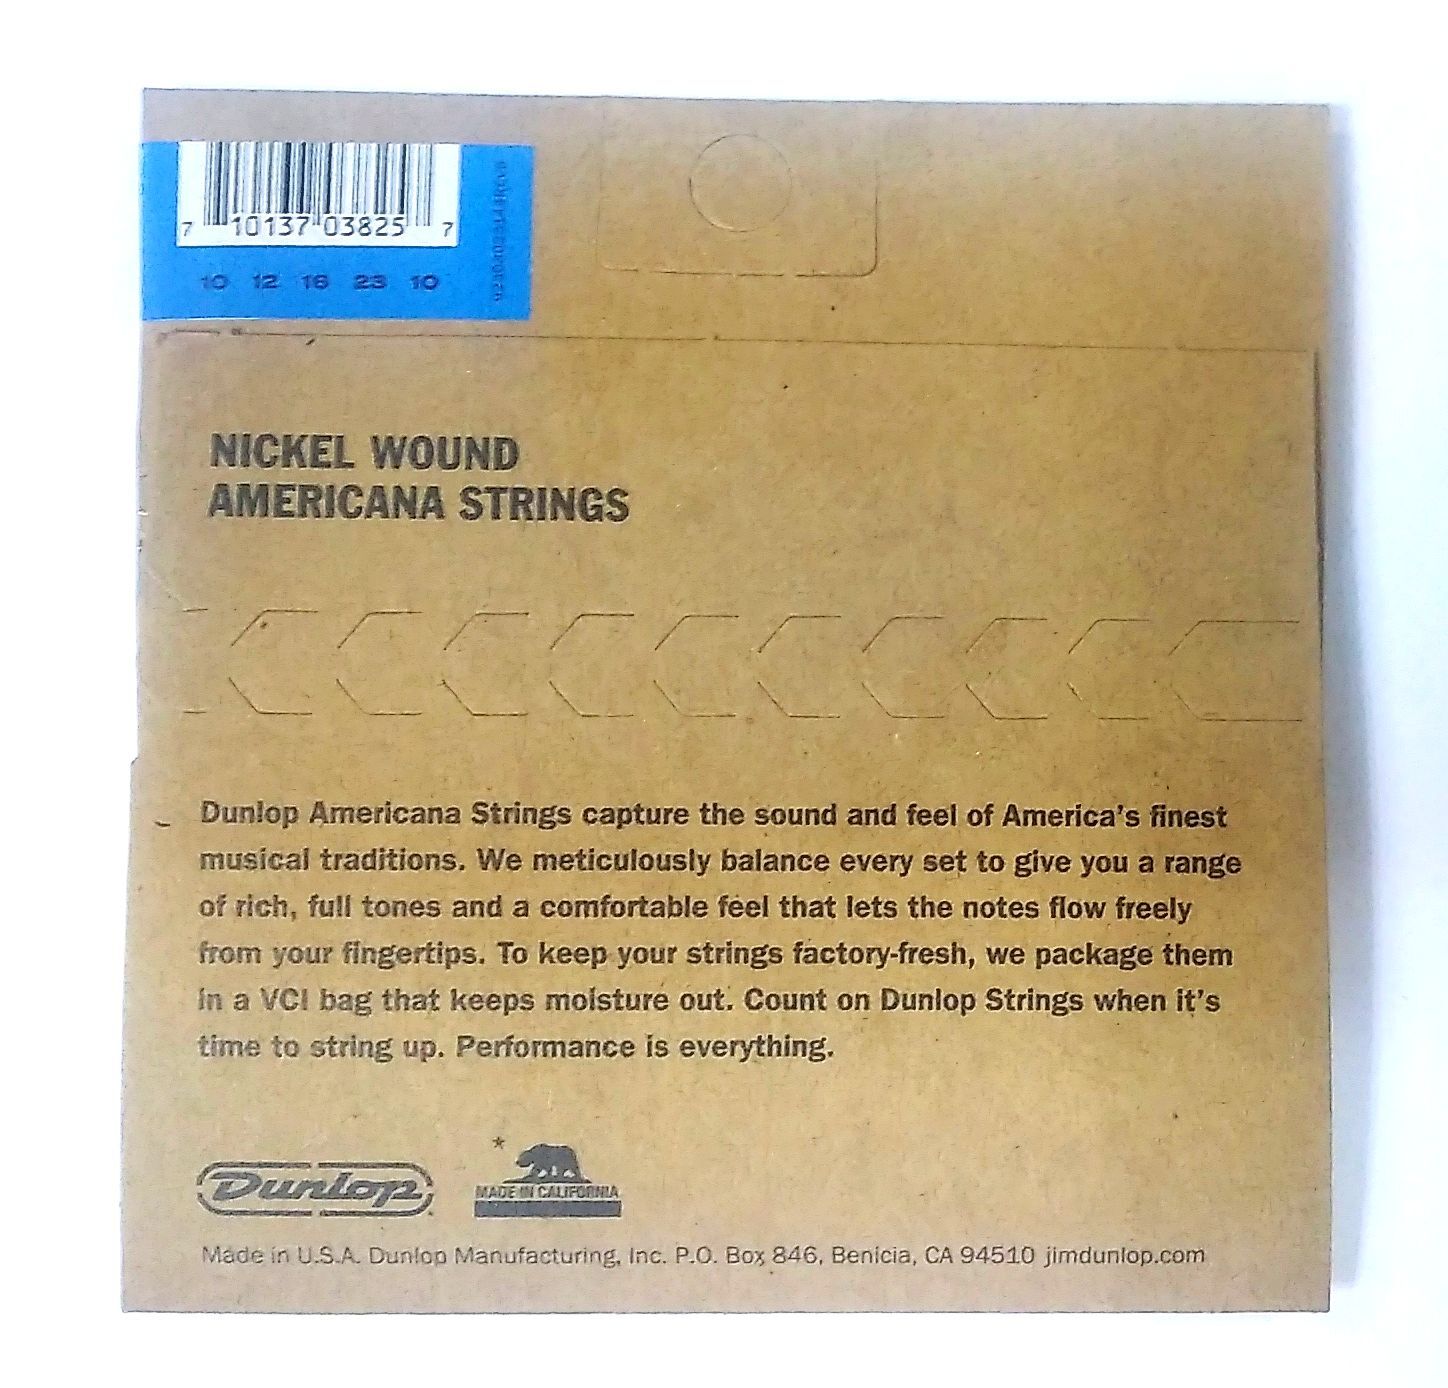 7 10137 03825 7
10 12 16 23 10
NICKEL WOUND
AMERICANA STRINGS
Dunlop Americana Strings capture the sound and feel of America's finest
musical traditions. We meticulously balance every set to give you a range
of rich, full tones and a comfortable feel that lets the notes flow freely
from your fingertips. To keep your strings factory-fresh, we package them
in a VCI bag that keeps moisture out. Count on Dunlop Strings when it's
time to string up. Performance is everything.
Dunlop
MADE IN CALIFORNIA
Made in U.S.A. Dunlop Manufacturing, Inc. P.O. Box 846, Benicia, CA 94510 jimdunlop.com